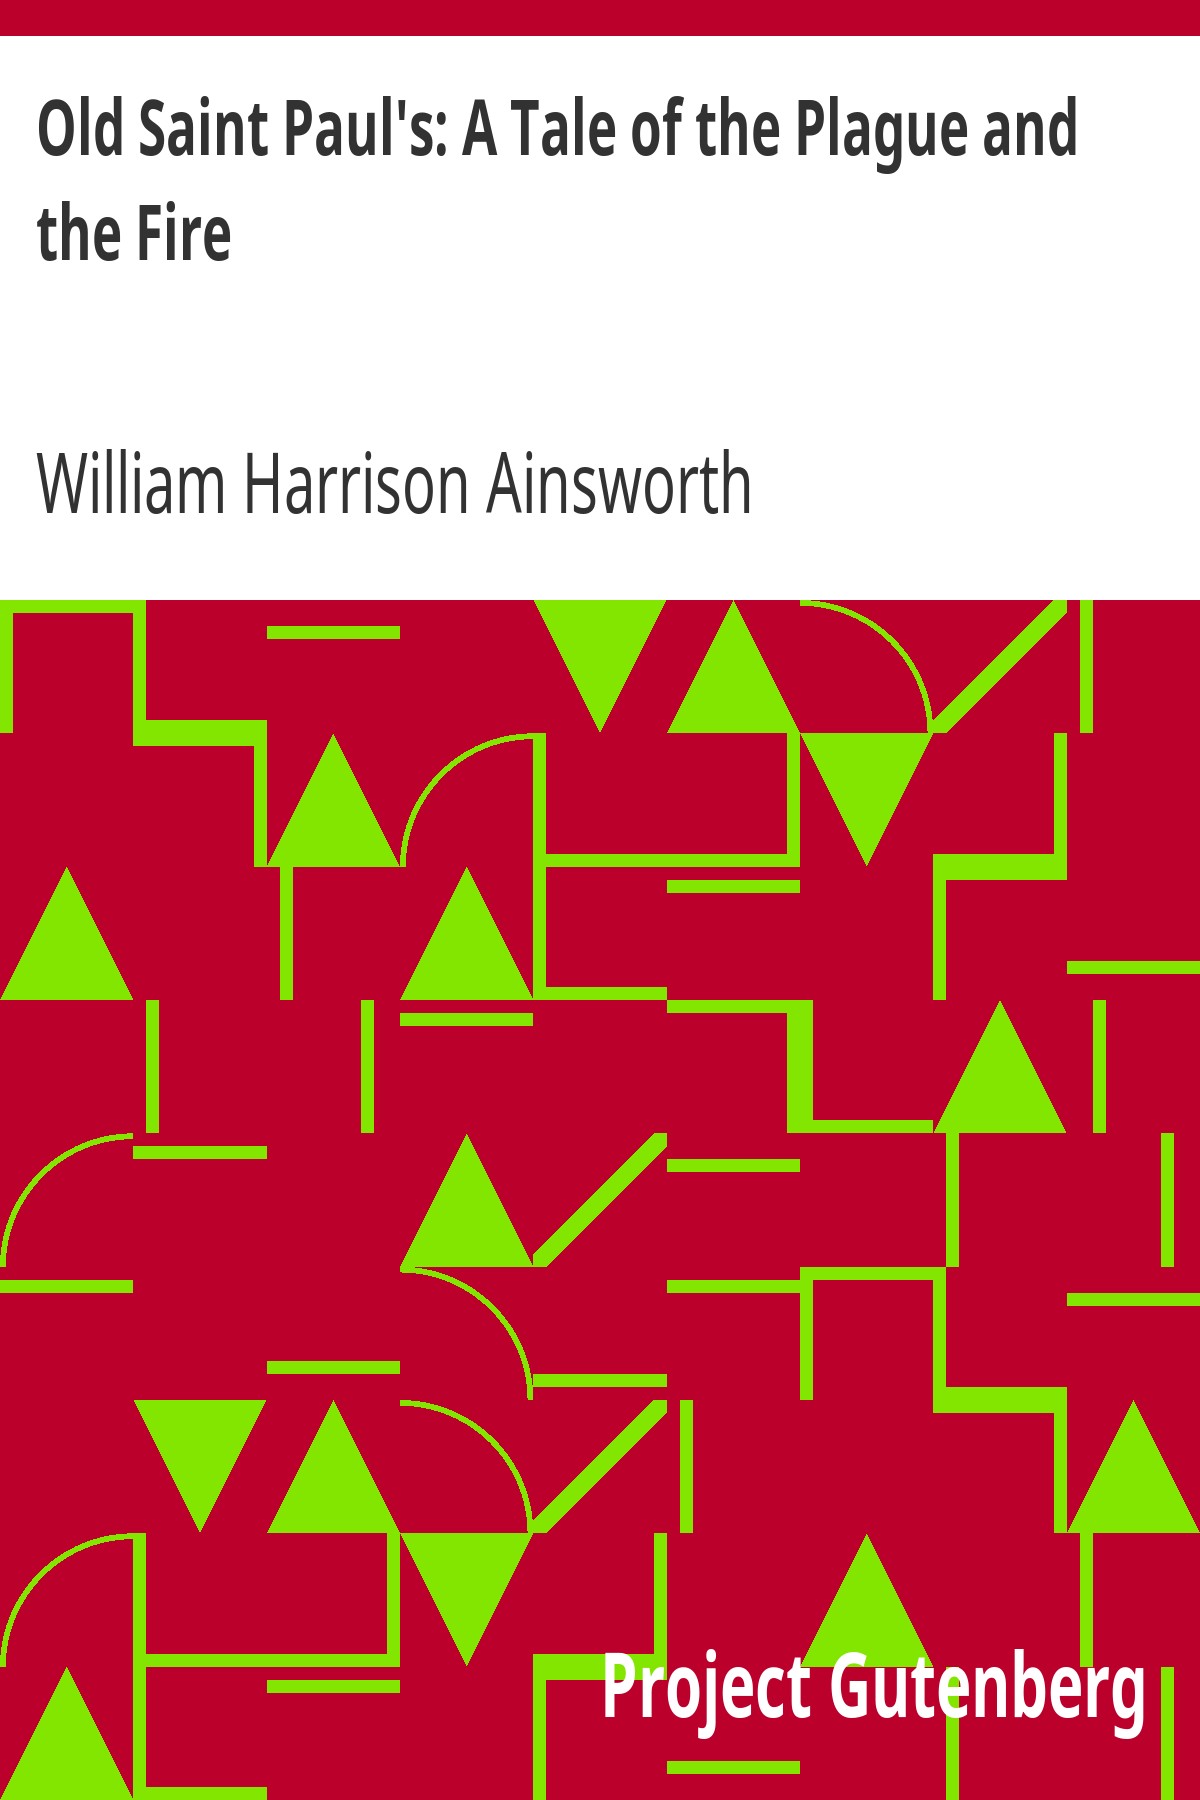 Old Saint Paul's: A Tale of the Plague and
the Fire
William Harrison Ainsworth
Project Gutenberg